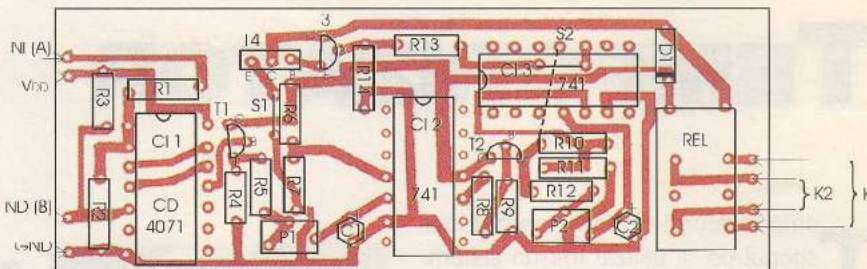 NI (A)
VDD
ND (B)
GND
R3
R1
R2
CI 1
CD
4071
T1
S1
R4
R5
R6
R7
P1
I4
E C B
3
R14
R13
C1
CI 2
741
T2
R8
R9
CI 3
741
S2
R10
R11
R12
P2
C2
D1
REL
K2
K